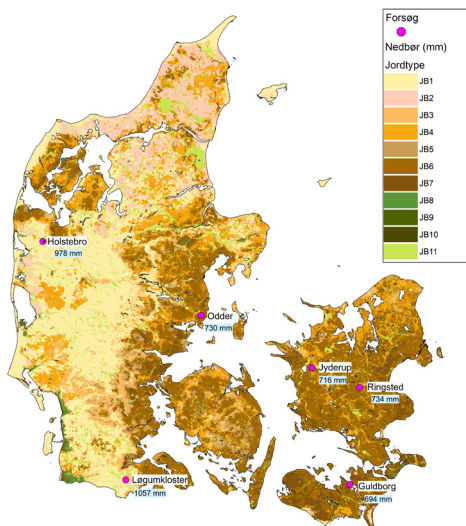 Forsøg
Nedbør (mm)
Jordtype
JB1
JB2
JB3
JB4
JB5
JB6
JB7
JB8
JB9
JB10
JB11
Holstebro
978 mm
Odder
730 mm
Jyderup
716 mm
Ringsted
734 mm
Løgumkloster
1057 mm
Guldborg
694 mm